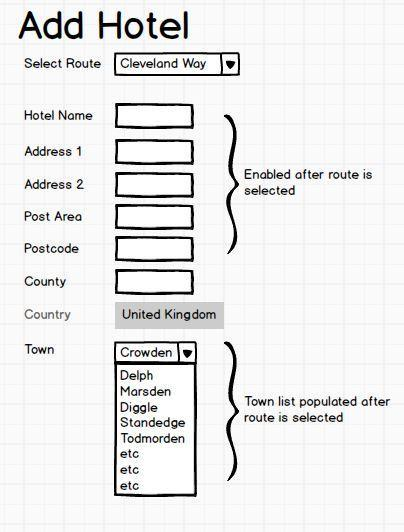 Add Hotel
Select Route Cleveland Way
Hotel Name
Address 1
Address 2
Enabled after route is
selected
Post Area
Postcode
County
Country United Kingdom
Town Crowden
Delph
Marsden
Diggle
Standedge
Todmorden
etc
etc
etc
Town list populated after
route is selected